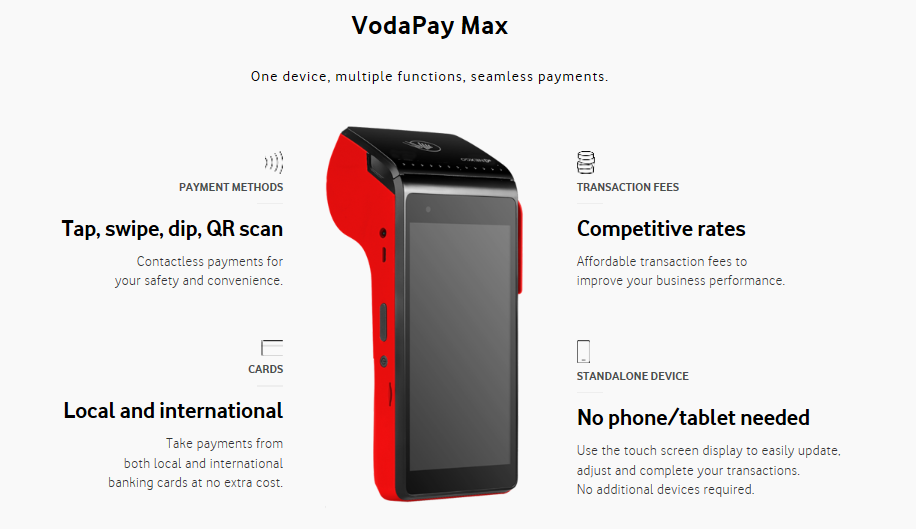 VodaPay Max
One device, multiple functions, seamless payments.
PAYMENT METHODS
Tap, swipe, dip, QR scan
Contactless payments for
your safety and convenience.
CARDS
Local and international
Take payments from
both local and international
banking cards at no extra cost.
TRANSACTION FEES
Competitive rates
Affordable transaction fees to
improve your business performance.
STANDALONE DEVICE
No phone/tablet needed
Use the touch screen display to easily update,
adjust and complete your transactions.
No additional devices required.